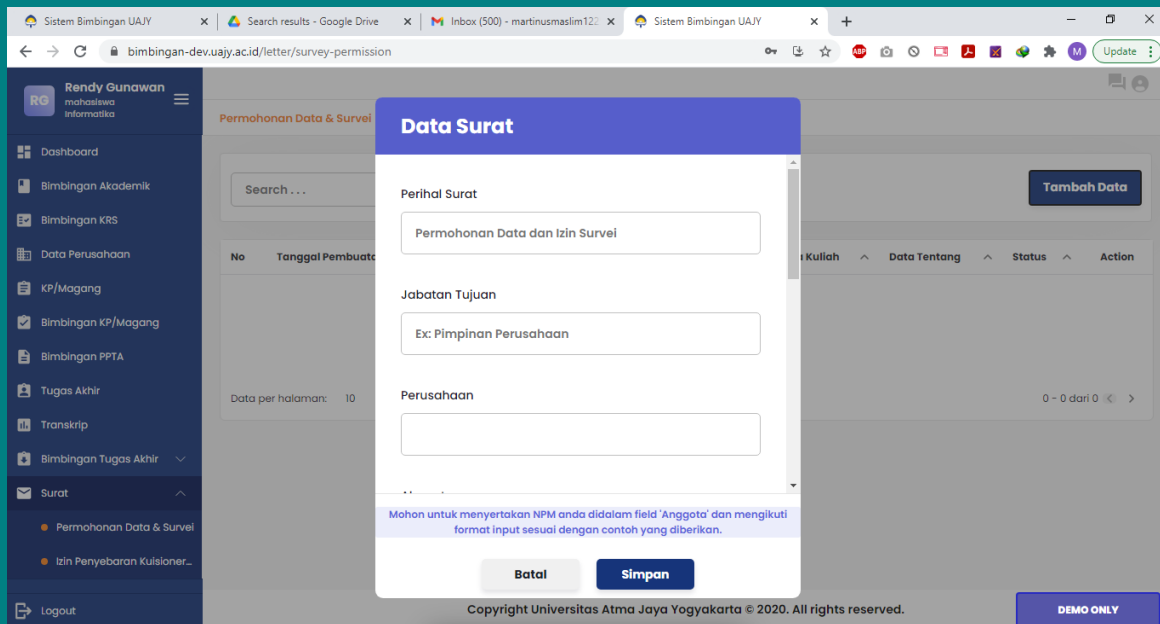 Sistem Bimbingan UAJY
Search results - Google Drive
Inbox (500) - martinusmaslim122
Sistem Bimbingan UAJY
bimbingan-dev.uajy.ac.id/letter/survey-permission
ABP
M
Update
RG
Rendy Gunawan
mahasiswa
Informatika
Dashboard
Bimbingan Akademik
Bimbingan KRS
Data Perusahaan
KP/Magang
Bimbingan KP/Magang
Bimbingan PPTA
Tugas Akhir
Transkrip
Bimbingan Tugas Akhir
Surat
Permohonan Data & Survei
Izin Penyebaran Kuisioner...
Logout
Permohonan Data & Survei
Search . . .
Tambah Data
No
Tanggal Pembuata
Kuliah
Data Tentang
Status
Action
Data per halaman: 10
0 - 0 dari 0
Data Surat
Perihal Surat
Permohonan Data dan Izin Survei
Jabatan Tujuan
Ex: Pimpinan Perusahaan
Perusahaan
Mohon untuk menyertakan NPM anda didalam field 'Anggota' dan mengikuti
format input sesuai dengan contoh yang diberikan.
Batal
Simpan
Copyright Universitas Atma Jaya Yogyakarta © 2020. All rights reserved.
DEMO ONLY